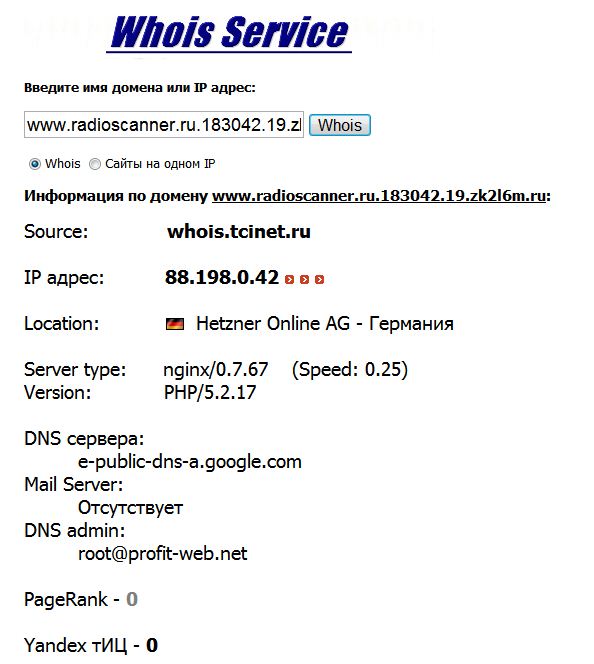 Whois Service
Введите имя домена или IP адрес:
www.radioscanner.ru.183042.19.zl Whois
Whois Сайты на одном IP
Информация по домену www.radioscanner.ru.183042.19.zk2l6m.ru:
Source: whois.tcinet.ru
IP адрес: 88.198.0.42
Location: Hetzner Online AG - Германия
Server type: nginx/0.7.67 (Speed: 0.25)
Version: PHP/5.2.17
DNS сервера:
e-public-dns-a.google.com
Mail Server:
Отсутствует
DNS admin:
root@profit-web.net
PageRank - 0
Yandex тИЦ - 0